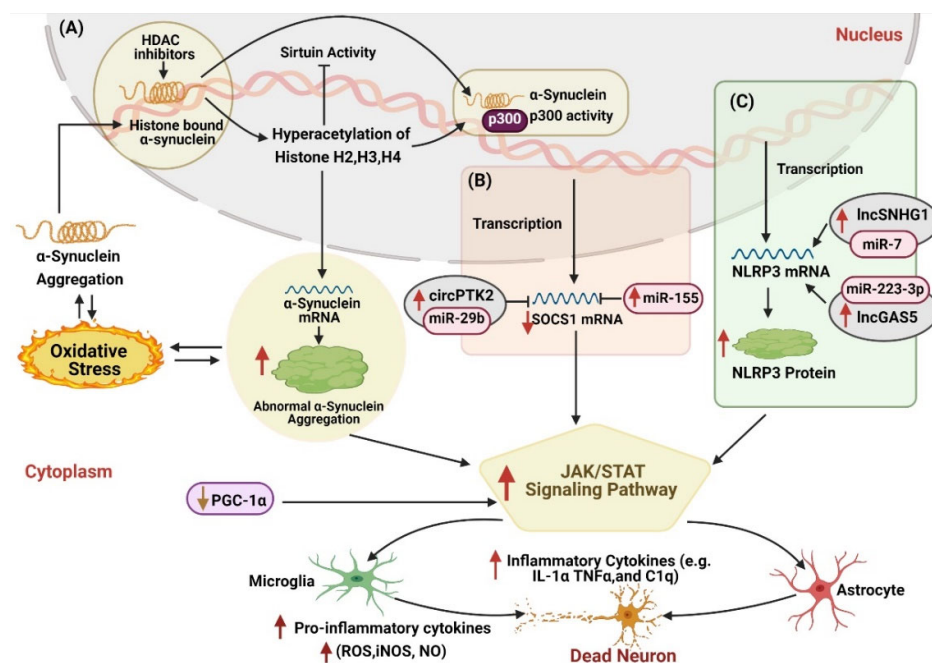 (A)
Nucleus
HDAC
inhibitors
Histone bound
α-synuclein
Sirtuin Activity
Hyperacetylation of
Histone H2,H3,H4
α-Synuclein
p300
p300 activity
α-Synuclein
Aggregation
Oxidative
Stress
α-Synuclein
mRNA
Abnormal α-Synuclein
Aggregation
(B)
Transcription
circPTK2
miR-29b
SOCS1 mRNA
miR-155
(C)
Transcription
lncSNHG1
miR-7
NLRP3 mRNA
miR-223-3p
lncGAS5
NLRP3 Protein
Cytoplasm
JAK/STAT
Signaling Pathway
PGC-1α
Microglia
Inflammatory Cytokines (e.g.
IL-1α TNFα,and C1q)
Astrocyte
Pro-inflammatory cytokines
(ROS,iNOS, NO)
Dead Neuron